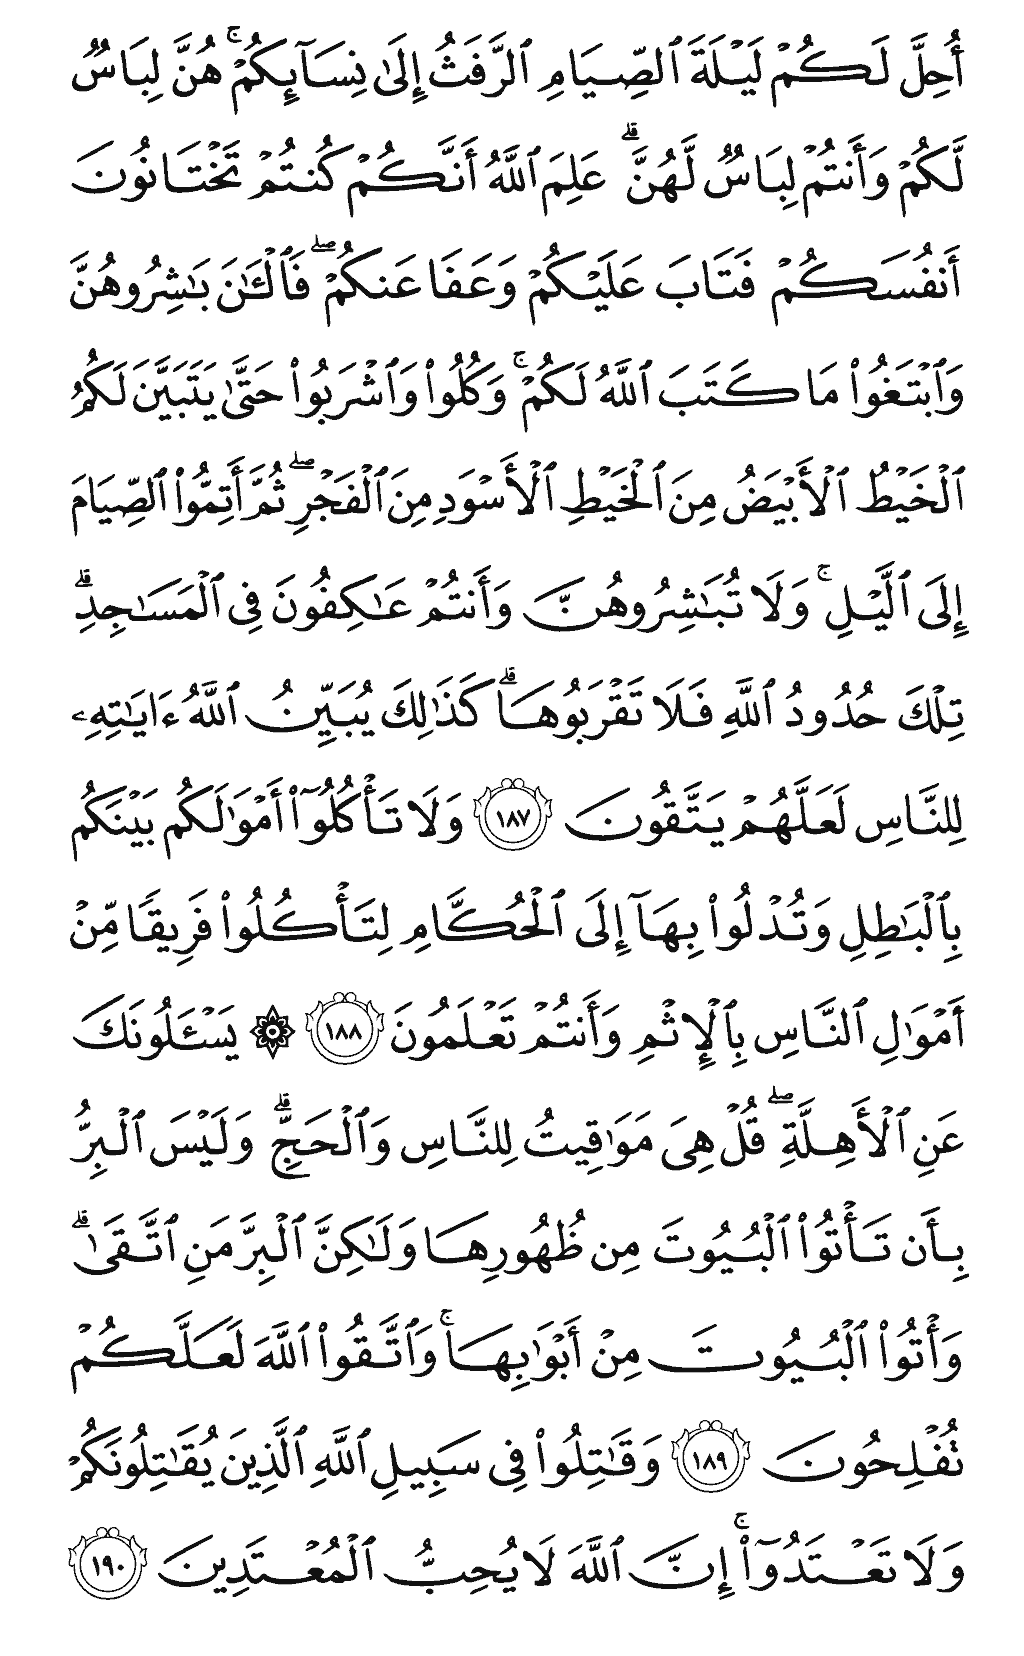 أُحِلَّ لَكُمۡ لَيۡلَةَ ٱلصِّيَامِ ٱلرَّفَثُ إِلَىٰ نِسَآئِكُمۡۚ هُنَّ لِبَاسٞ
لَّكُمۡ وَأَنتُمۡ لِبَاسٞ لَّهُنَّۗ عَلِمَ ٱللَّهُ أَنَّكُمۡ كُنتُمۡ تَخۡتَانُونَ
أَنفُسَكُمۡ فَتَابَ عَلَيۡكُمۡ وَعَفَا عَنكُمۡۖ فَٱلۡـَٰٔنَ بَٰشِرُوهُنَّ
وَٱبۡتَغُواْ مَا كَتَبَ ٱللَّهُ لَكُمۡۚ وَكُلُواْ وَٱشۡرَبُواْ حَتَّىٰ يَتَبَيَّنَ لَكُمُ
ٱلۡخَيۡطُ ٱلۡأَبۡيَضُ مِنَ ٱلۡخَيۡطِ ٱلۡأَسۡوَدِ مِنَ ٱلۡفَجۡرِۖ ثُمَّ أَتِمُّواْ ٱلصِّيَامَ
إِلَى ٱلَّيۡلِۚ وَلَا تُبَٰشِرُوهُنَّ وَأَنتُمۡ عَٰكِفُونَ فِي ٱلۡمَسَٰجِدِۗ
تِلۡكَ حُدُودُ ٱللَّهِ فَلَا تَقۡرَبُوهَاۗ كَذَٰلِكَ يُبَيِّنُ ٱللَّهُ ءَايَٰتِهِۦ
لِلنَّاسِ لَعَلَّهُمۡ يَتَّقُونَ ١٨٧ وَلَا تَأۡكُلُوٓاْ أَمۡوَٰلَكُم بَيۡنَكُم
بِٱلۡبَٰطِلِ وَتُدۡلُواْ بِهَآ إِلَى ٱلۡحُكَّامِ لِتَأۡكُلُواْ فَرِيقٗا مِّنۡ
أَمۡوَٰلِ ٱلنَّاسِ بِٱلۡإِثۡمِ وَأَنتُمۡ تَعۡلَمُونَ ١٨٨ ۞ يَسۡـَٔلُونَكَ
عَنِ ٱلۡأَهِلَّةِۖ قُلۡ هِيَ مَوَٰقِيتُ لِلنَّاسِ وَٱلۡحَجِّۗ وَلَيۡسَ ٱلۡبِرُّ
بِأَن تَأۡتُواْ ٱلۡبُيُوتَ مِن ظُهُورِهَا وَلَٰكِنَّ ٱلۡبِرَّ مَنِ ٱتَّقَىٰۗ
وَأۡتُواْ ٱلۡبُيُوتَ مِنۡ أَبۡوَٰبِهَاۚ وَٱتَّقُواْ ٱللَّهَ لَعَلَّكُمۡ
تُفۡلِحُونَ ١٨٩ وَقَٰتِلُواْ فِي سَبِيلِ ٱللَّهِ ٱلَّذِينَ يُقَٰتِلُونَكُمۡ
وَلَا تَعۡتَدُوٓاْۚ إِنَّ ٱللَّهَ لَا يُحِبُّ ٱلۡمُعۡتَدِينَ ١٩٠